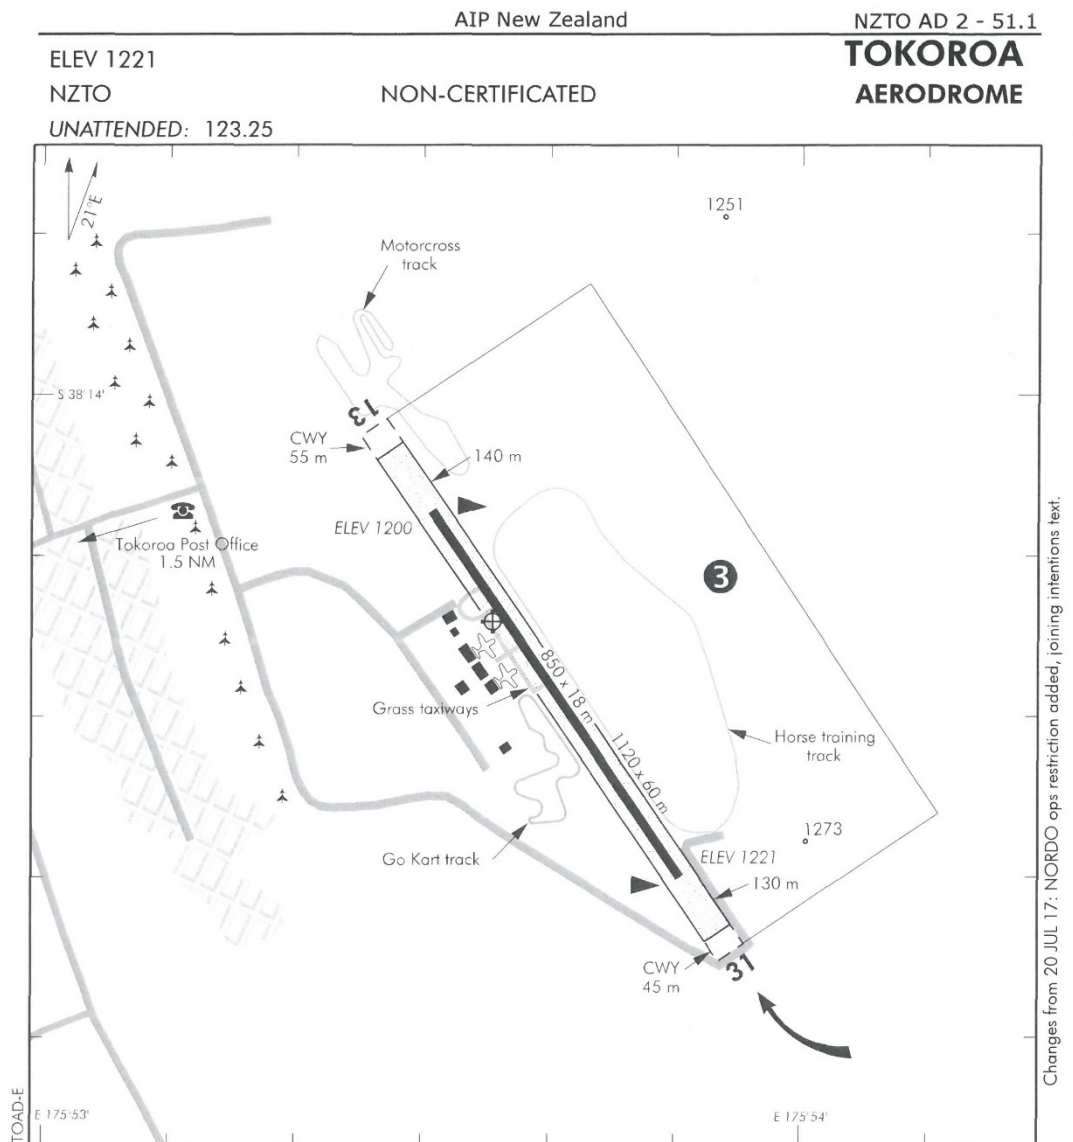 AIP New Zealand
NZTO AD 2 - 51.1
ELEV 1221
TOKOROA
NZTO
NON-CERTIFICATED
AERODROME
UNATTENDED: 123.25
21°E
1251
Motorcross
track
S 38°14'
13
CWY
55 m
140 m
ELEV 1200
Tokoroa Post Office
1.5 NM
3
850 x 18 m
Grass taxiways
1120 x 60 m
Horse training
track
1273
Go Kart track
ELEV 1221
130 m
CWY
45 m
31
E 175°53'
E 175°54'
TOAD-E
Changes from 20 JUL 17: NORDO ops restriction added, joining intentions text.